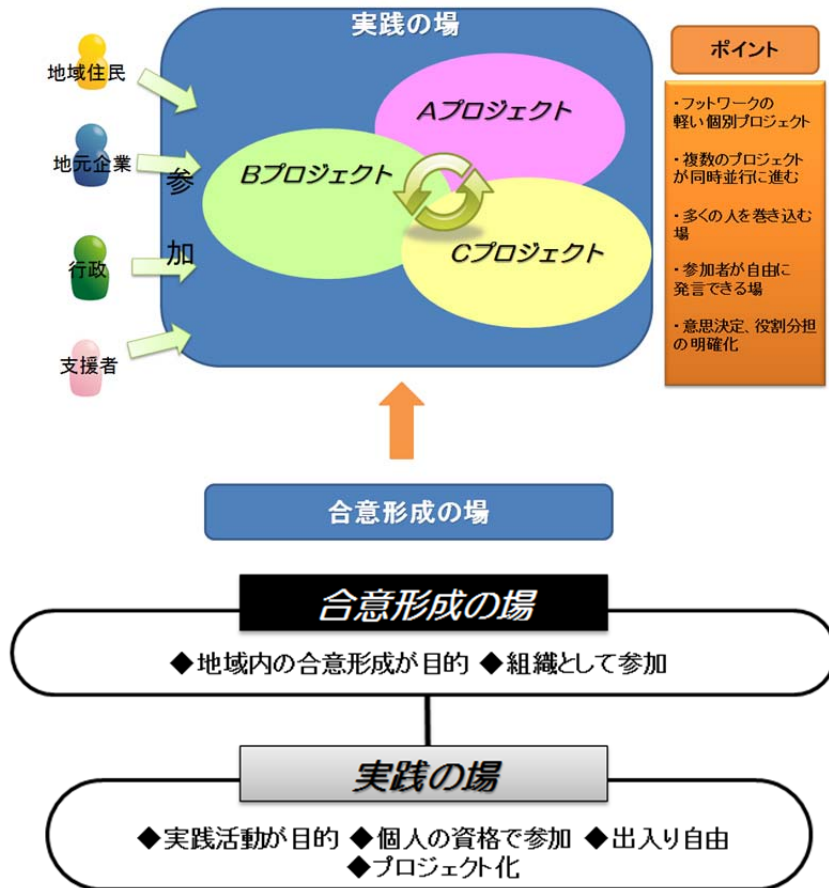 実践の場
ポイント
地域住民
地元企業
行政
支援者
参
加
Aプロジェクト
Bプロジェクト
Cプロジェクト
・フットワークの
軽い個別プロジェクト
・複数のプロジェクト
が同時並行に進む
・多くの人を巻き込む
場
・参加者が自由に
発言できる場
・意思決定、役割分担
の明確化
合意形成の場
合意形成の場
◆地域内の合意形成が目的 ◆組織として参加
実践の場
◆実践活動が目的 ◆個人の資格で参加 ◆出入り自由
◆プロジェクト化